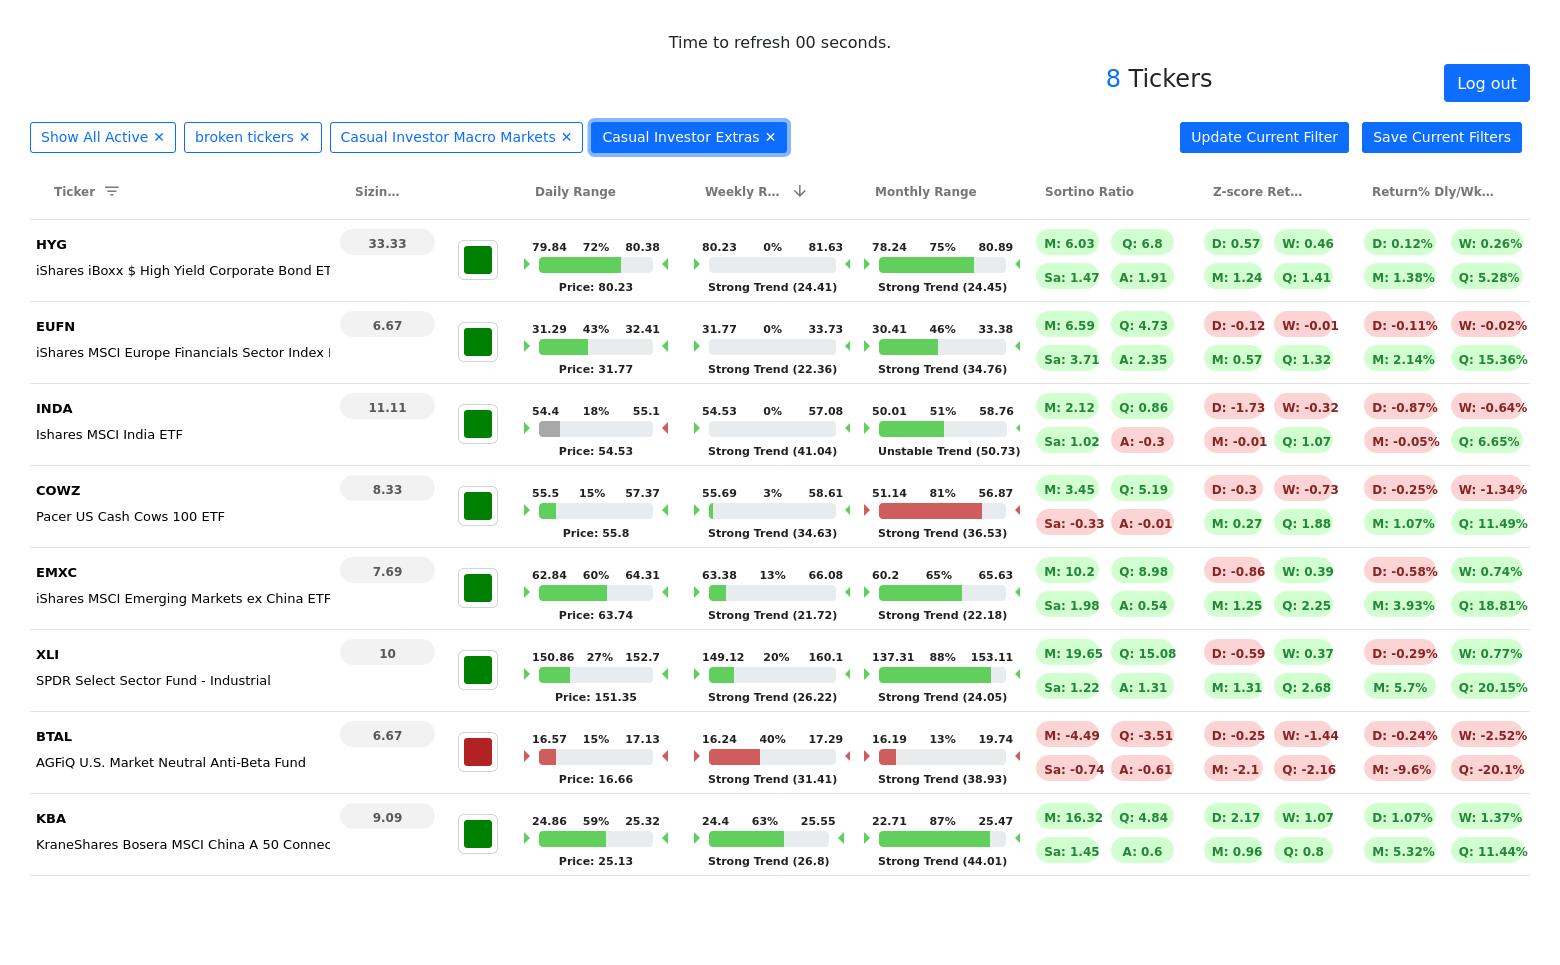 Time to refresh 00 seconds.
8 Tickers
Log out
Show All Active ✕ broken tickers ✕ Casual Investor Macro Markets ✕ Casual Investor Extras ✕ Update Current Filter Save Current Filters
Ticker Sizin... Daily Range Weekly R... Monthly Range Sortino Ratio Z-score Ret... Return% Dly/Wk...
HYG 33.33 79.84 72% 80.38 80.23 0% 81.63 78.24 75% 80.89 M: 6.03 Q: 6.8 D: 0.57 W: 0.46 D: 0.12% W: 0.26%
iShares iBoxx $ High Yield Corporate Bond ET Sa: 1.47 A: 1.91 M: 1.24 Q: 1.41 M: 1.38% Q: 5.28%
Price: 80.23 Strong Trend (24.41) Strong Trend (24.45)
EUFN 6.67 31.29 43% 32.41 31.77 0% 33.73 30.41 46% 33.38 M: 6.59 Q: 4.73 D: -0.12 W: -0.01 D: -0.11% W: -0.02%
iShares MSCI Europe Financials Sector Index Sa: 3.71 A: 2.35 M: 0.57 Q: 1.32 M: 2.14% Q: 15.36%
Price: 31.77 Strong Trend (22.36) Strong Trend (34.76)
INDA 11.11 54.4 18% 55.1 54.53 0% 57.08 50.01 51% 58.76 M: 2.12 Q: 0.86 D: -1.73 W: -0.32 D: -0.87% W: -0.64%
Ishares MSCI India ETF Sa: 1.02 A: -0.3 M: -0.01 Q: 1.07 M: -0.05% Q: 6.65%
Price: 54.53 Strong Trend (41.04) Unstable Trend (50.73)
COWZ 8.33 55.5 15% 57.37 55.69 3% 58.61 51.14 81% 56.87 M: 3.45 Q: 5.19 D: -0.3 W: -0.73 D: -0.25% W: -1.34%
Pacer US Cash Cows 100 ETF Sa: -0.33 A: -0.01 M: 0.27 Q: 1.88 M: 1.07% Q: 11.49%
Price: 55.8 Strong Trend (34.63) Strong Trend (36.53)
EMXC 7.69 62.84 60% 64.31 63.38 13% 66.08 60.2 65% 65.63 M: 10.2 Q: 8.98 D: -0.86 W: 0.39 D: -0.58% W: 0.74%
iShares MSCI Emerging Markets ex China ETF Sa: 1.98 A: 0.54 M: 1.25 Q: 2.25 M: 3.93% Q: 18.81%
Price: 63.74 Strong Trend (21.72) Strong Trend (22.18)
XLI 10 150.86 27% 152.7 149.12 20% 160.1 137.31 88% 153.11 M: 19.65 Q: 15.08 D: -0.59 W: 0.37 D: -0.29% W: 0.77%
SPDR Select Sector Fund - Industrial Sa: 1.22 A: 1.31 M: 1.31 Q: 2.68 M: 5.7% Q: 20.15%
Price: 151.35 Strong Trend (26.22) Strong Trend (24.05)
BTAL 6.67 16.57 15% 17.13 16.24 40% 17.29 16.19 13% 19.74 M: -4.49 Q: -3.51 D: -0.25 W: -1.44 D: -0.24% W: -2.52%
AGFiQ U.S. Market Neutral Anti-Beta Fund Sa: -0.74 A: -0.61 M: -2.1 Q: -2.16 M: -9.6% Q: -20.1%
Price: 16.66 Strong Trend (31.41) Strong Trend (38.93)
KBA 9.09 24.86 59% 25.32 24.4 63% 25.55 22.71 87% 25.47 M: 16.32 Q: 4.84 D: 2.17 W: 1.07 D: 1.07% W: 1.37%
KraneShares Bosera MSCI China A 50 Connec Sa: 1.45 A: 0.6 M: 0.96 Q: 0.8 M: 5.32% Q: 11.44%
Price: 25.13 Strong Trend (26.8) Strong Trend (44.01)